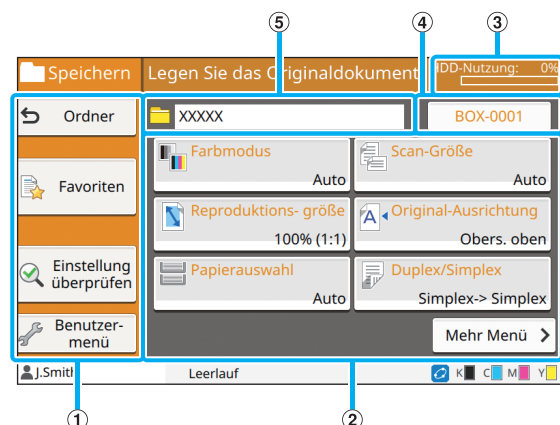 ⑤ ④ ③
Speichern
Legen Sie das Originaldokument
HDD-Nutzung: 0%
Ordner
XXXXX
BOX-0001
Favoriten
Farbmodus
Auto
Scan-Größe
Auto
Reproduktions- größe
100% (1:1)
Original-Ausrichtung
Obers. oben
Einstellung
überprüfen
Papierauswahl
Auto
Duplex/Simplex
Simplex-> Simplex
Benutzer-
menü
Mehr Menü
J.Smith
Leerlauf
K C M Y
① ②